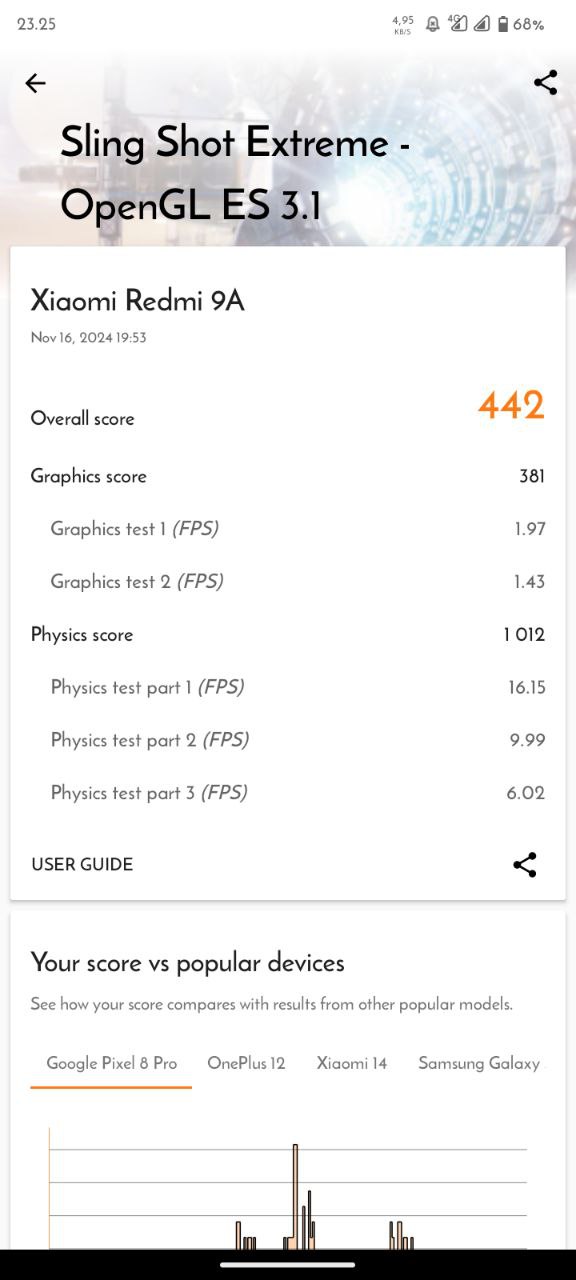 23.25
4,95
KB/S
4G
68%
Sling Shot Extreme -
OpenGL ES 3.1
Xiaomi Redmi 9A
Nov 16, 2024 19:53
Overall score 442
Graphics score 381
Graphics test 1 (FPS) 1.97
Graphics test 2 (FPS) 1.43
Physics score 1 012
Physics test part 1 (FPS) 16.15
Physics test part 2 (FPS) 9.99
Physics test part 3 (FPS) 6.02
USER GUIDE
Your score vs popular devices
See how your score compares with results from other popular models.
Google Pixel 8 Pro OnePlus 12 Xiaomi 14 Samsung Galaxy